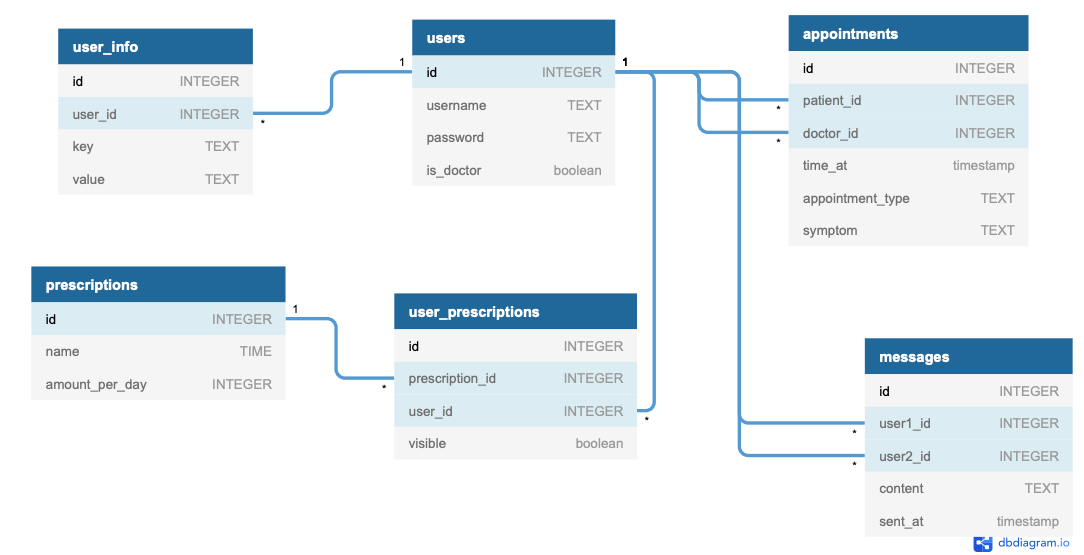 user_info
id INTEGER
user_id INTEGER
key TEXT
value TEXT
1
*
users
id INTEGER
username TEXT
password TEXT
is_doctor boolean
1
appointments
id INTEGER
patient_id INTEGER
doctor_id INTEGER
time_at timestamp
appointment_type TEXT
symptom TEXT
*
*
prescriptions
id INTEGER
name TIME
amount_per_day INTEGER
1
*
user_prescriptions
id INTEGER
prescription_id INTEGER
user_id INTEGER
visible boolean
*
messages
id INTEGER
user1_id INTEGER
user2_id INTEGER
content TEXT
sent_at timestamp
*
*
dbdiagram.io